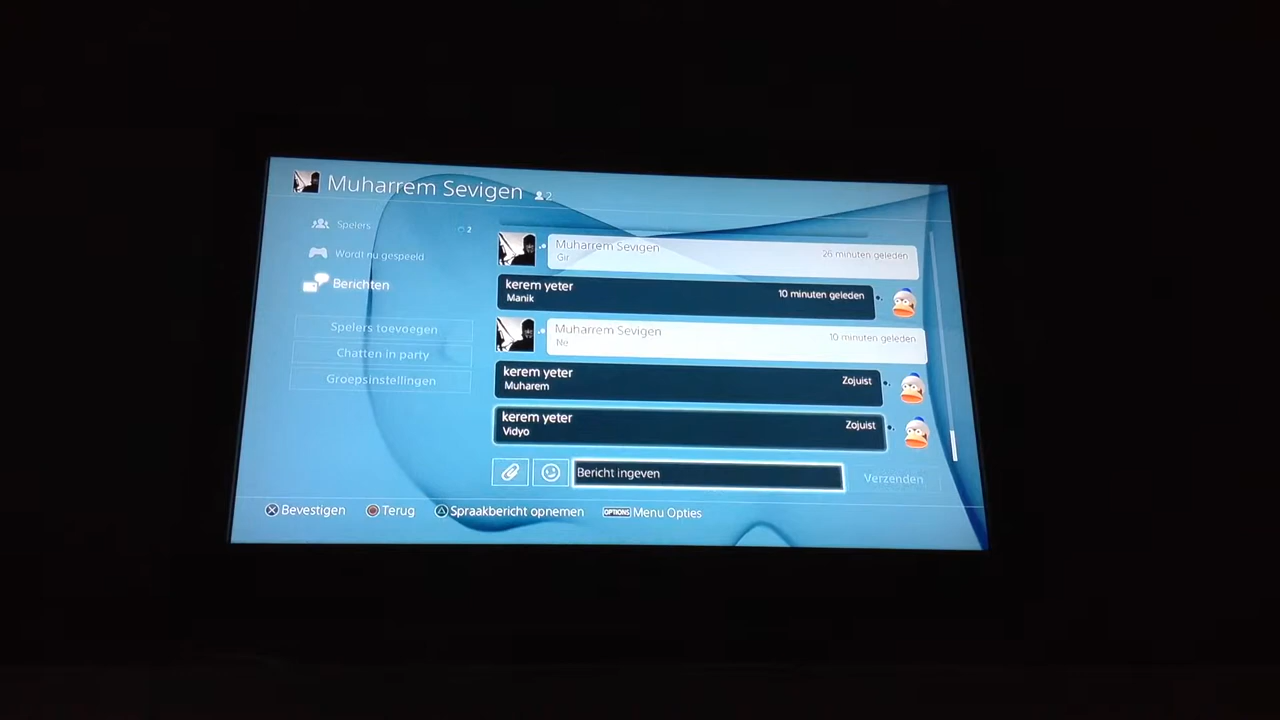 Muharrem Sevigen 2
Spelers 2
Wordt nu gespeeld
Berichten
Spelers toevoegen
Chatten in party
Groepsinstellingen
Muharrem Sevigen 26 minuten geleden
Gir
kerem yeter 10 minuten geleden
Manik
Muharrem Sevigen 10 minuten geleden
Ne
kerem yeter Zojuist
Muharem
kerem yeter Zojuist
Vidyo
Bericht ingeven Verzenden
Bevestigen Terug Spraakbericht opnemen OPTIONS Menu Opties